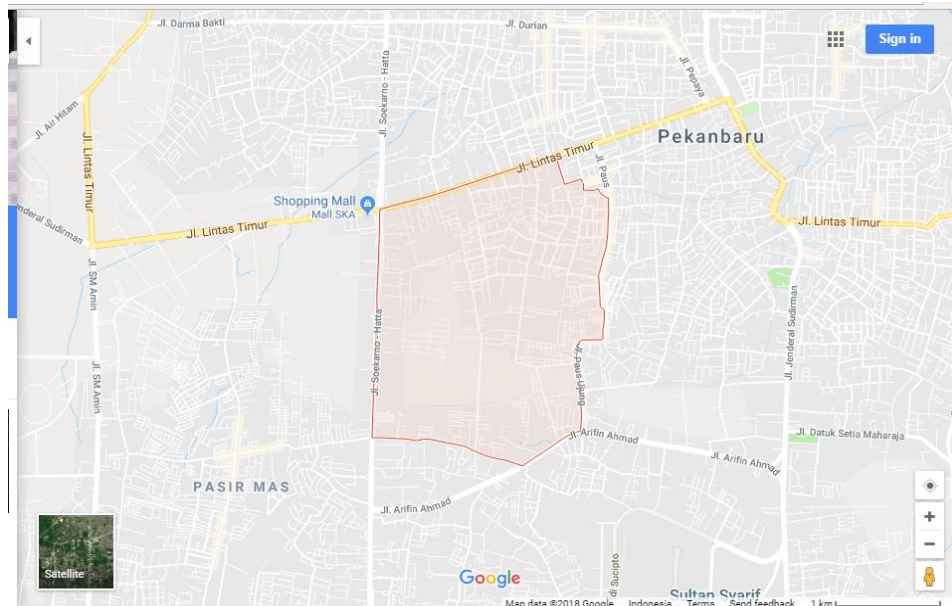 Jl. Darma Bakti
Jl. Durian
Sign in
Jl. Pepaya
Jl. Soekarno - Hatta
Jl. Air Hitam
Jl. Lintas Timur
Pekanbaru
Jl. Lintas Timur
Jl. Paus
Shopping Mall
Mall SKA
Jenderal Sudirman
Jl. Lintas Timur
Jl. Lintas Timur
Jl. SM Amin
Jl. Jenderal Sudirman
Jl. Soekarno - Hatta
Jl. SM Amin
Jl. Paus Ujung
Jl. Arifin Ahmad
Jl. Datuk Setia Maharaja
Jl. Arifin Ahmad
PASIR MAS
Jl. Arifin Ahmad
di Sucipto
Satellite
Google
Sultan Syarif
Map data ©2018 Google Indonesia Terms Send feedback 1 km